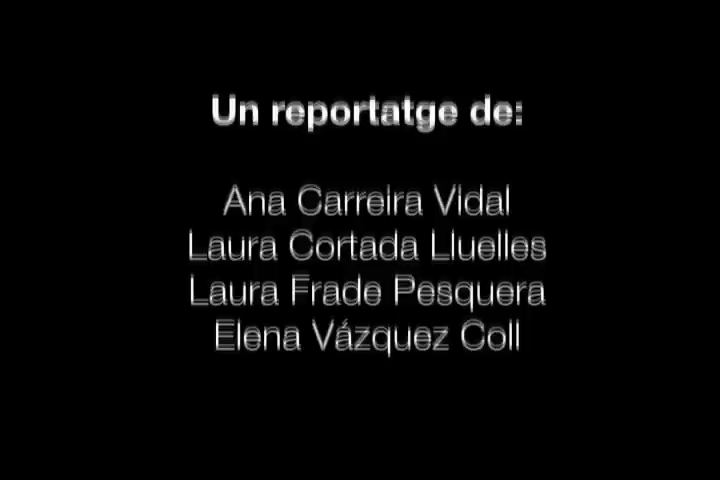 Un reportatge de:
Ana Carreira Vidal
Laura Cortada Lluelles
Laura Frade Pesquera
Elena Vázquez Coll